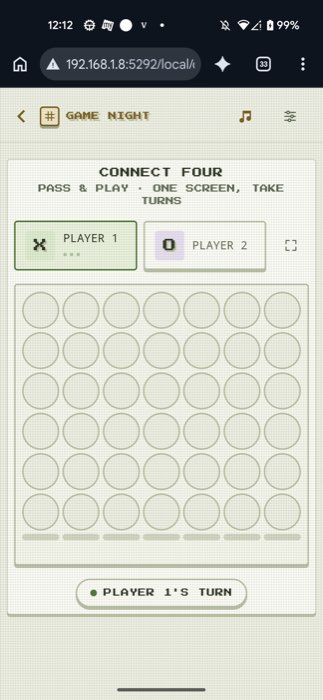 12:12 99%
192.168.1.8:5292/local/ 33
GAME NIGHT
CONNECT FOUR
PASS & PLAY · ONE SCREEN, TAKE
TURNS
X PLAYER 1 O PLAYER 2
PLAYER 1'S TURN